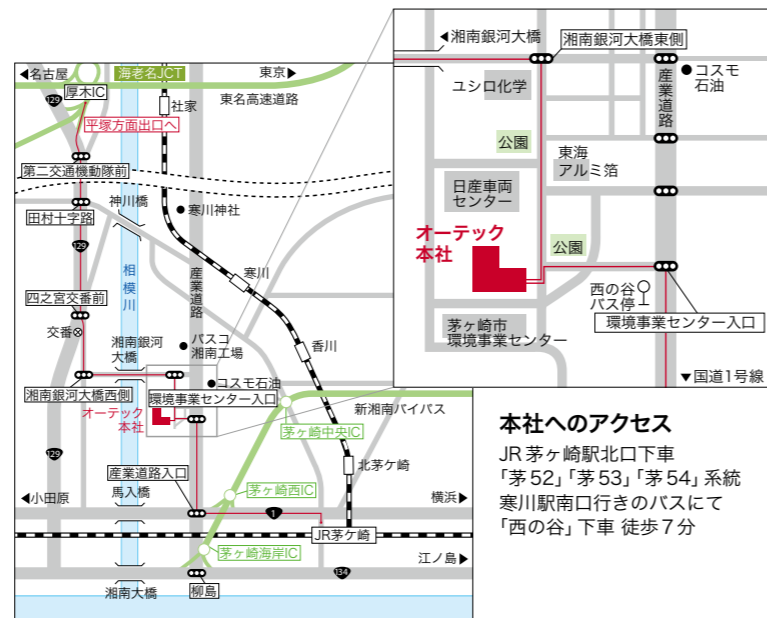 ◀名古屋
海老名JCT
東京▶
129
厚木IC
東名高速道路
社家
平塚方面出口へ
第二交通機動隊前
神川橋
寒川神社
田村十字路
129
相模川
産業道路
寒川
四之宮交番前
交番
湘南銀河
大橋
パスコ
湘南工場
香川
湘南銀河大橋西側
コスモ石油
環境事業センター入口
オーテック
本社
新湘南バイパス
茅ヶ崎中央IC
129
北茅ケ崎
産業道路入口
茅ヶ崎西IC
◀小田原
馬入橋
横浜▶
1
JR茅ケ崎
茅ヶ崎海岸IC
江ノ島▶
134
湘南大橋
柳島
◀湘南銀河大橋
湘南銀河大橋東側
ユシロ化学
産業道路
コスモ
石油
公園
東海
アルミ箔
日産車両
センター
オーテック
本社
公園
西の谷
バス停
環境事業センター入口
茅ヶ崎市
環境事業センター
▼国道1号線
本社へのアクセス
JR 茅ヶ崎駅北口下車
「茅52」「茅53」「茅54」系統
寒川駅南口行きのバスにて
「西の谷」下車 徒歩7分